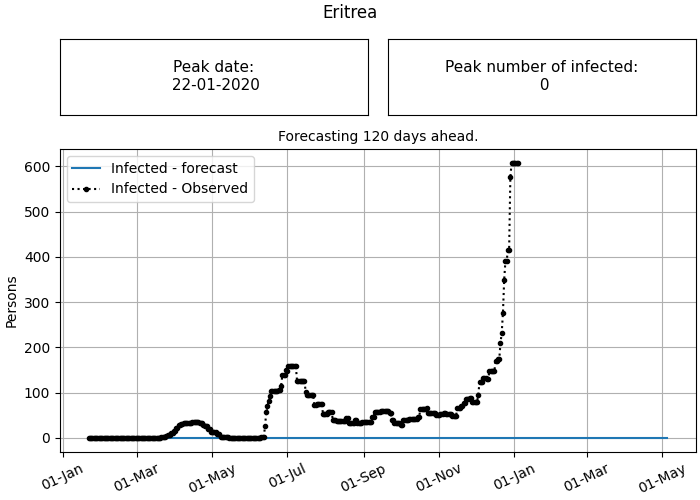 Eritrea
Peak date:
22-01-2020
Peak number of infected:
0
Forecasting 120 days ahead.
Infected - forecast
Infected - Observed
Persons
600
500
400
300
200
100
0
01-Jan
01-Mar
01-May
01-Jul
01-Sep
01-Nov
01-Jan
01-Mar
01-May